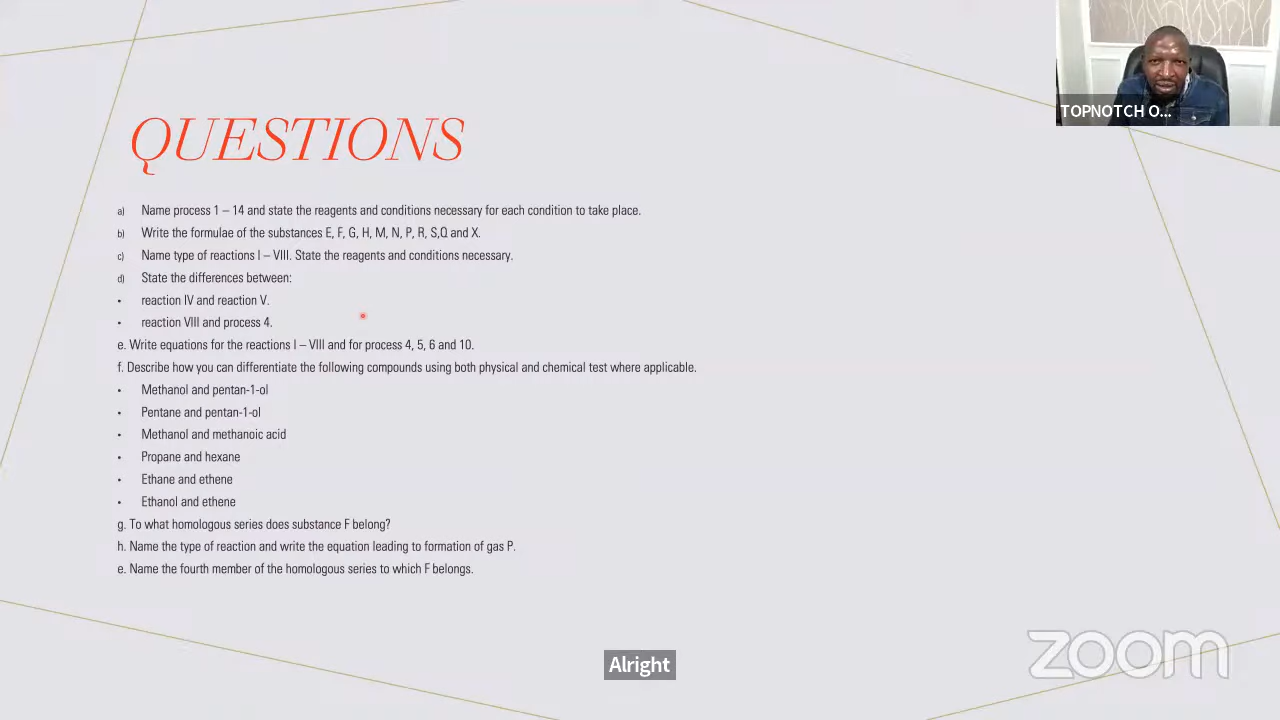 TOPNOTCH O...
QUESTIONS
a) Name process 1 – 14 and state the reagents and conditions necessary for each condition to take place.
b) Write the formulae of the substances E, F, G, H, M, N, P, R, S,Q and X.
c) Name type of reactions I – VIII. State the reagents and conditions necessary.
d) State the differences between:
• reaction IV and reaction V.
• reaction VIII and process 4.
e. Write equations for the reactions I – VIII and for process 4, 5, 6 and 10.
f. Describe how you can differentiate the following compounds using both physical and chemical test where applicable.
• Methanol and pentan-1-ol
• Pentane and pentan-1-ol
• Methanol and methanoic acid
• Propane and hexane
• Ethane and ethene
• Ethanol and ethene
g. To what homologous series does substance F belong?
h. Name the type of reaction and write the equation leading to formation of gas P.
e. Name the fourth member of the homologous series to which F belongs.
Alright
zoom